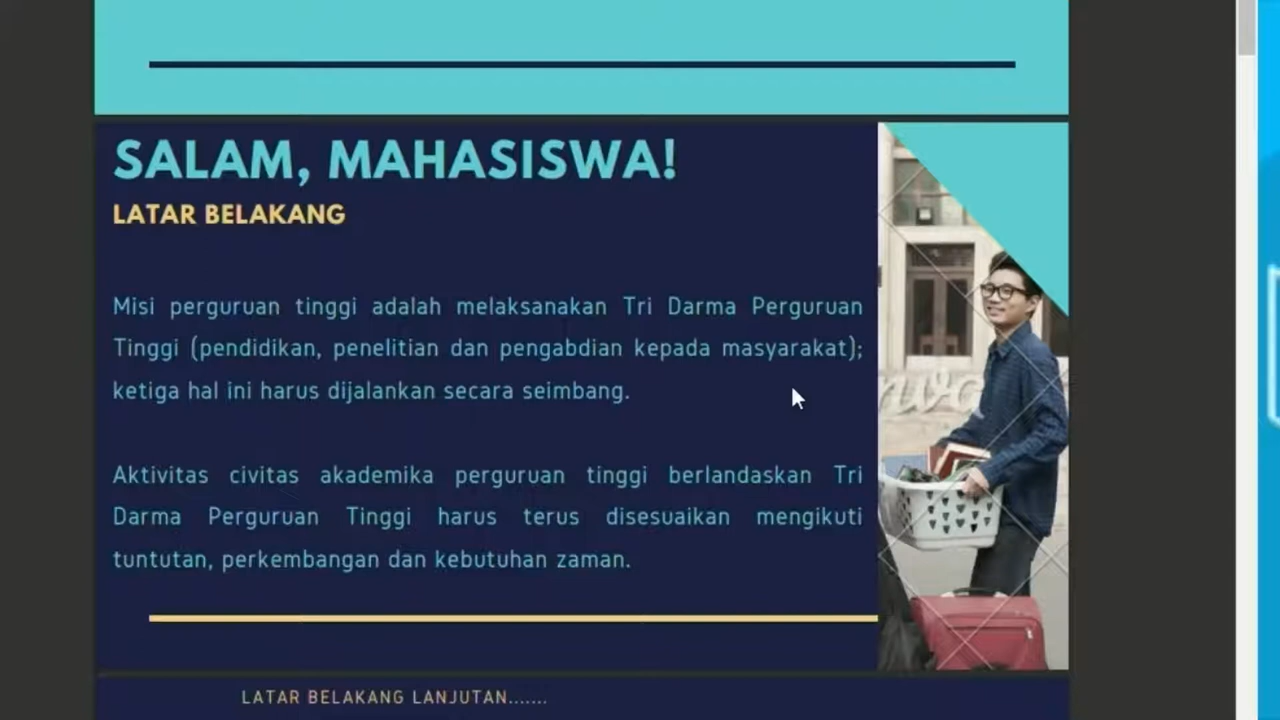 SALAM, MAHASISWA!
LATAR BELAKANG
Misi perguruan tinggi adalah melaksanakan Tri Darma Perguruan
Tinggi (pendidikan, penelitian dan pengabdian kepada masyarakat);
ketiga hal ini harus dijalankan secara seimbang.
Aktivitas civitas akademika perguruan tinggi berlandaskan Tri
Darma Perguruan Tinggi harus terus disesuaikan mengikuti
tuntutan, perkembangan dan kebutuhan zaman.
LATAR BELAKANG LANJUTAN.......